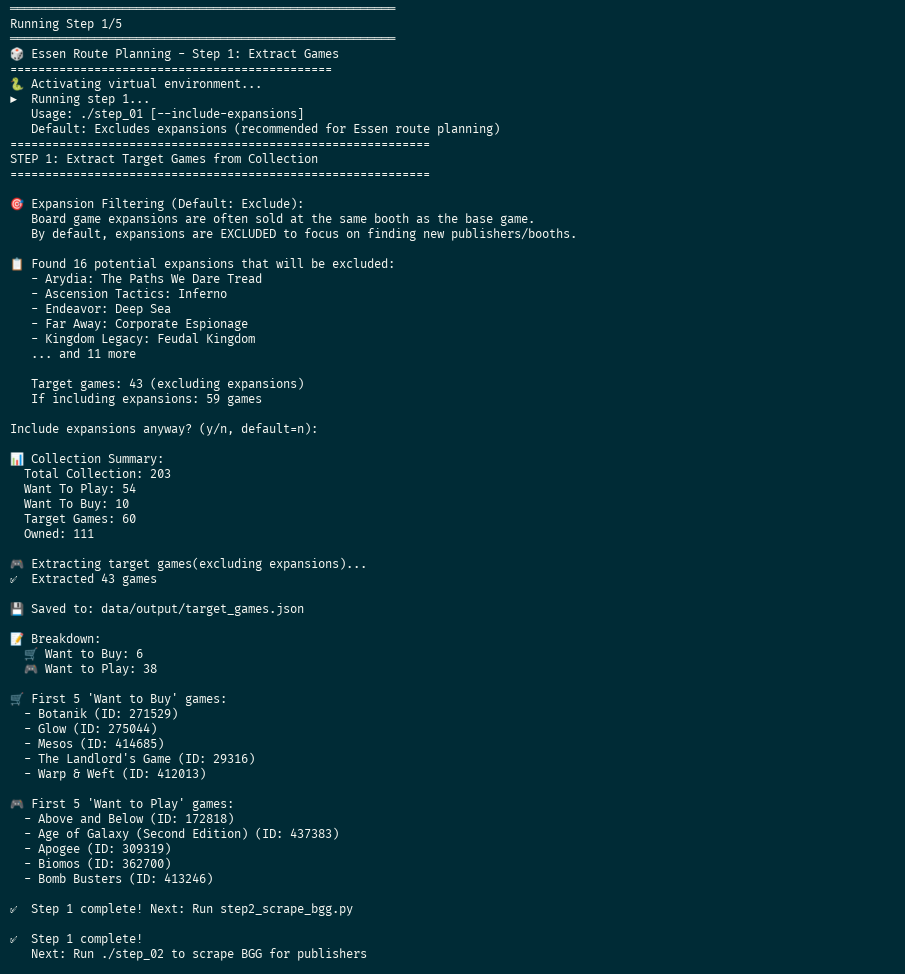 ═══════════════════════════════════════════════════════
Running Step 1/5
═══════════════════════════════════════════════════════
🎲 Essen Route Planning - Step 1: Extract Games
==============================================
🐍 Activating virtual environment...
▶  Running step 1...
   Usage: ./step_01 [--include-expansions]
   Default: Excludes expansions (recommended for Essen route planning)
============================================================
STEP 1: Extract Target Games from Collection
============================================================

🎯 Expansion Filtering (Default: Exclude):
   Board game expansions are often sold at the same booth as the base game.
   By default, expansions are EXCLUDED to focus on finding new publishers/booths.

📋 Found 16 potential expansions that will be excluded:
   - Arydia: The Paths We Dare Tread
   - Ascension Tactics: Inferno
   - Endeavor: Deep Sea
   - Far Away: Corporate Espionage
   - Kingdom Legacy: Feudal Kingdom
   ... and 11 more

   Target games: 43 (excluding expansions)
   If including expansions: 59 games

Include expansions anyway? (y/n, default=n):

📊 Collection Summary:
  Total Collection: 203
  Want To Play: 54
  Want To Buy: 10
  Target Games: 60
  Owned: 111

🎮 Extracting target games(excluding expansions)...
✓  Extracted 43 games

💾 Saved to: data/output/target_games.json

📝 Breakdown:
  🛒 Want to Buy: 6
  🎮 Want to Play: 38

🛒 First 5 'Want to Buy' games:
  - Botanik (ID: 271529)
  - Glow (ID: 275044)
  - Mesos (ID: 414685)
  - The Landlord's Game (ID: 29316)
  - Warp & Weft (ID: 412013)

🎮 First 5 'Want to Play' games:
  - Above and Below (ID: 172818)
  - Age of Galaxy (Second Edition) (ID: 437383)
  - Apogee (ID: 309319)
  - Biomos (ID: 362700)
  - Bomb Busters (ID: 413246)

✓  Step 1 complete! Next: Run step2_scrape_bgg.py

✓  Step 1 complete!
   Next: Run ./step_02 to scrape BGG for publishers